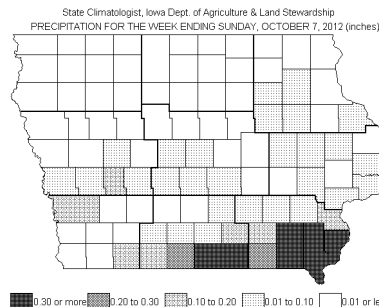 State Climatologist, Iowa Dept. of Agriculture & Land Stewardship
PRECIPITATION FOR THE WEEK ENDING SUNDAY, OCTOBER 7, 2012 (inches)
0.30 or more 0.20 to 0.30 0.10 to 0.20 0.01 to 0.10 0.01 or le